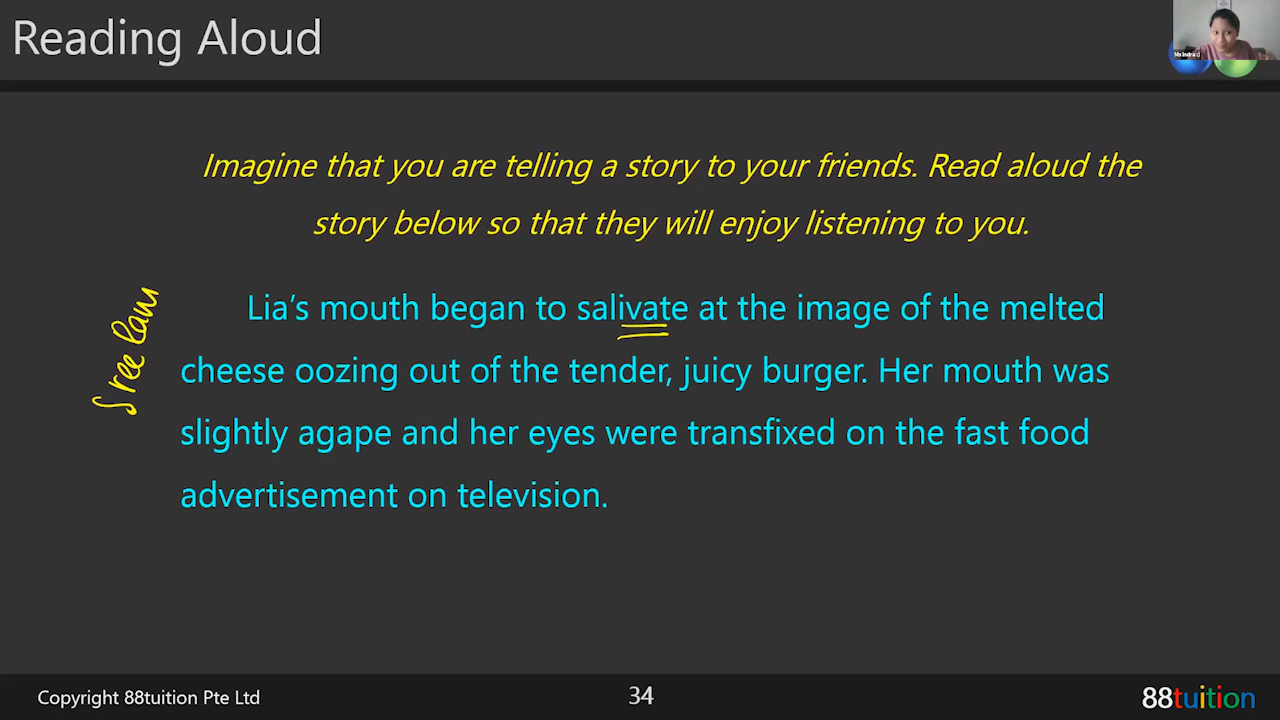 Reading Aloud
Ms Indra :)
Imagine that you are telling a story to your friends. Read aloud the
story below so that they will enjoy listening to you.
Lia’s mouth began to salivate at the image of the melted
cheese oozing out of the tender, juicy burger. Her mouth was
slightly agape and her eyes were transfixed on the fast food
advertisement on television.
Copyright 88tuition Pte Ltd
34
88tuition